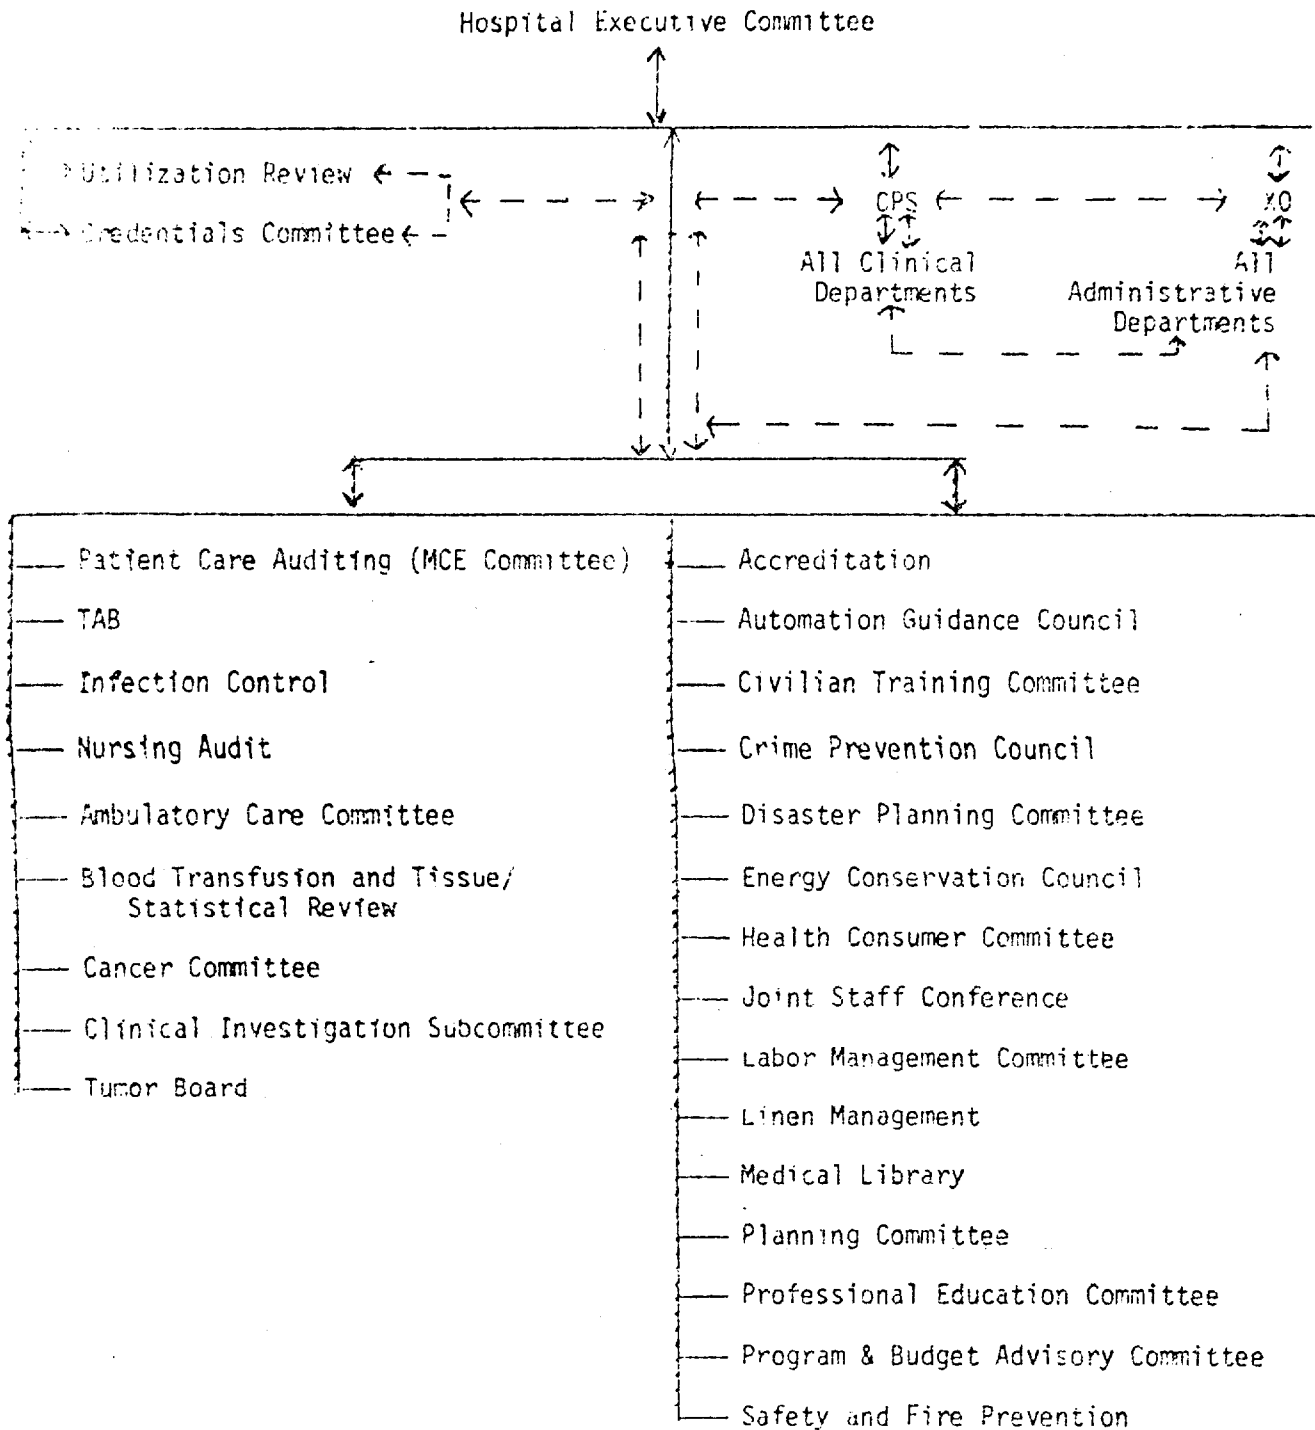 Hospital Executive Committee
Utilization Review
Credentials Committee
CPS
XO
All Clinical
Departments
All
Administrative
Departments
Patient Care Auditing (MCE Committee)
TAB
Infection Control
Nursing Audit
Ambulatory Care Committee
Blood Transfusion and Tissue/
Statistical Review
Cancer Committee
Clinical Investigation Subcommittee
Tumor Board
Accreditation
Automation Guidance Council
Civilian Training Committee
Crime Prevention Council
Disaster Planning Committee
Energy Conservation Council
Health Consumer Committee
Joint Staff Conference
Labor Management Committee
Linen Management
Medical Library
Planning Committee
Professional Education Committee
Program & Budget Advisory Committee
Safety and Fire Prevention